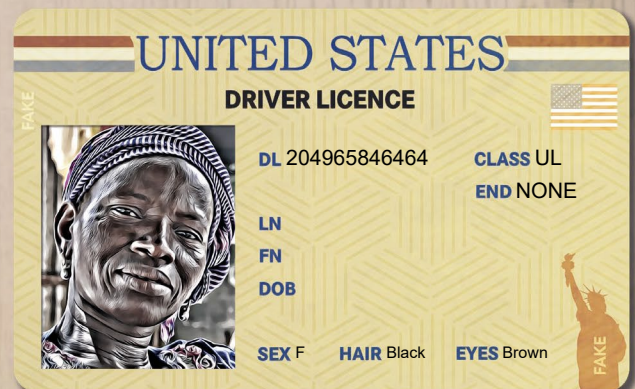 UNITED STATES
DRIVER LICENCE
FAKE
DL 204965846464 CLASS UL
END NONE
LN
FN
DOB
SEX F HAIR Black EYES Brown
FAKE